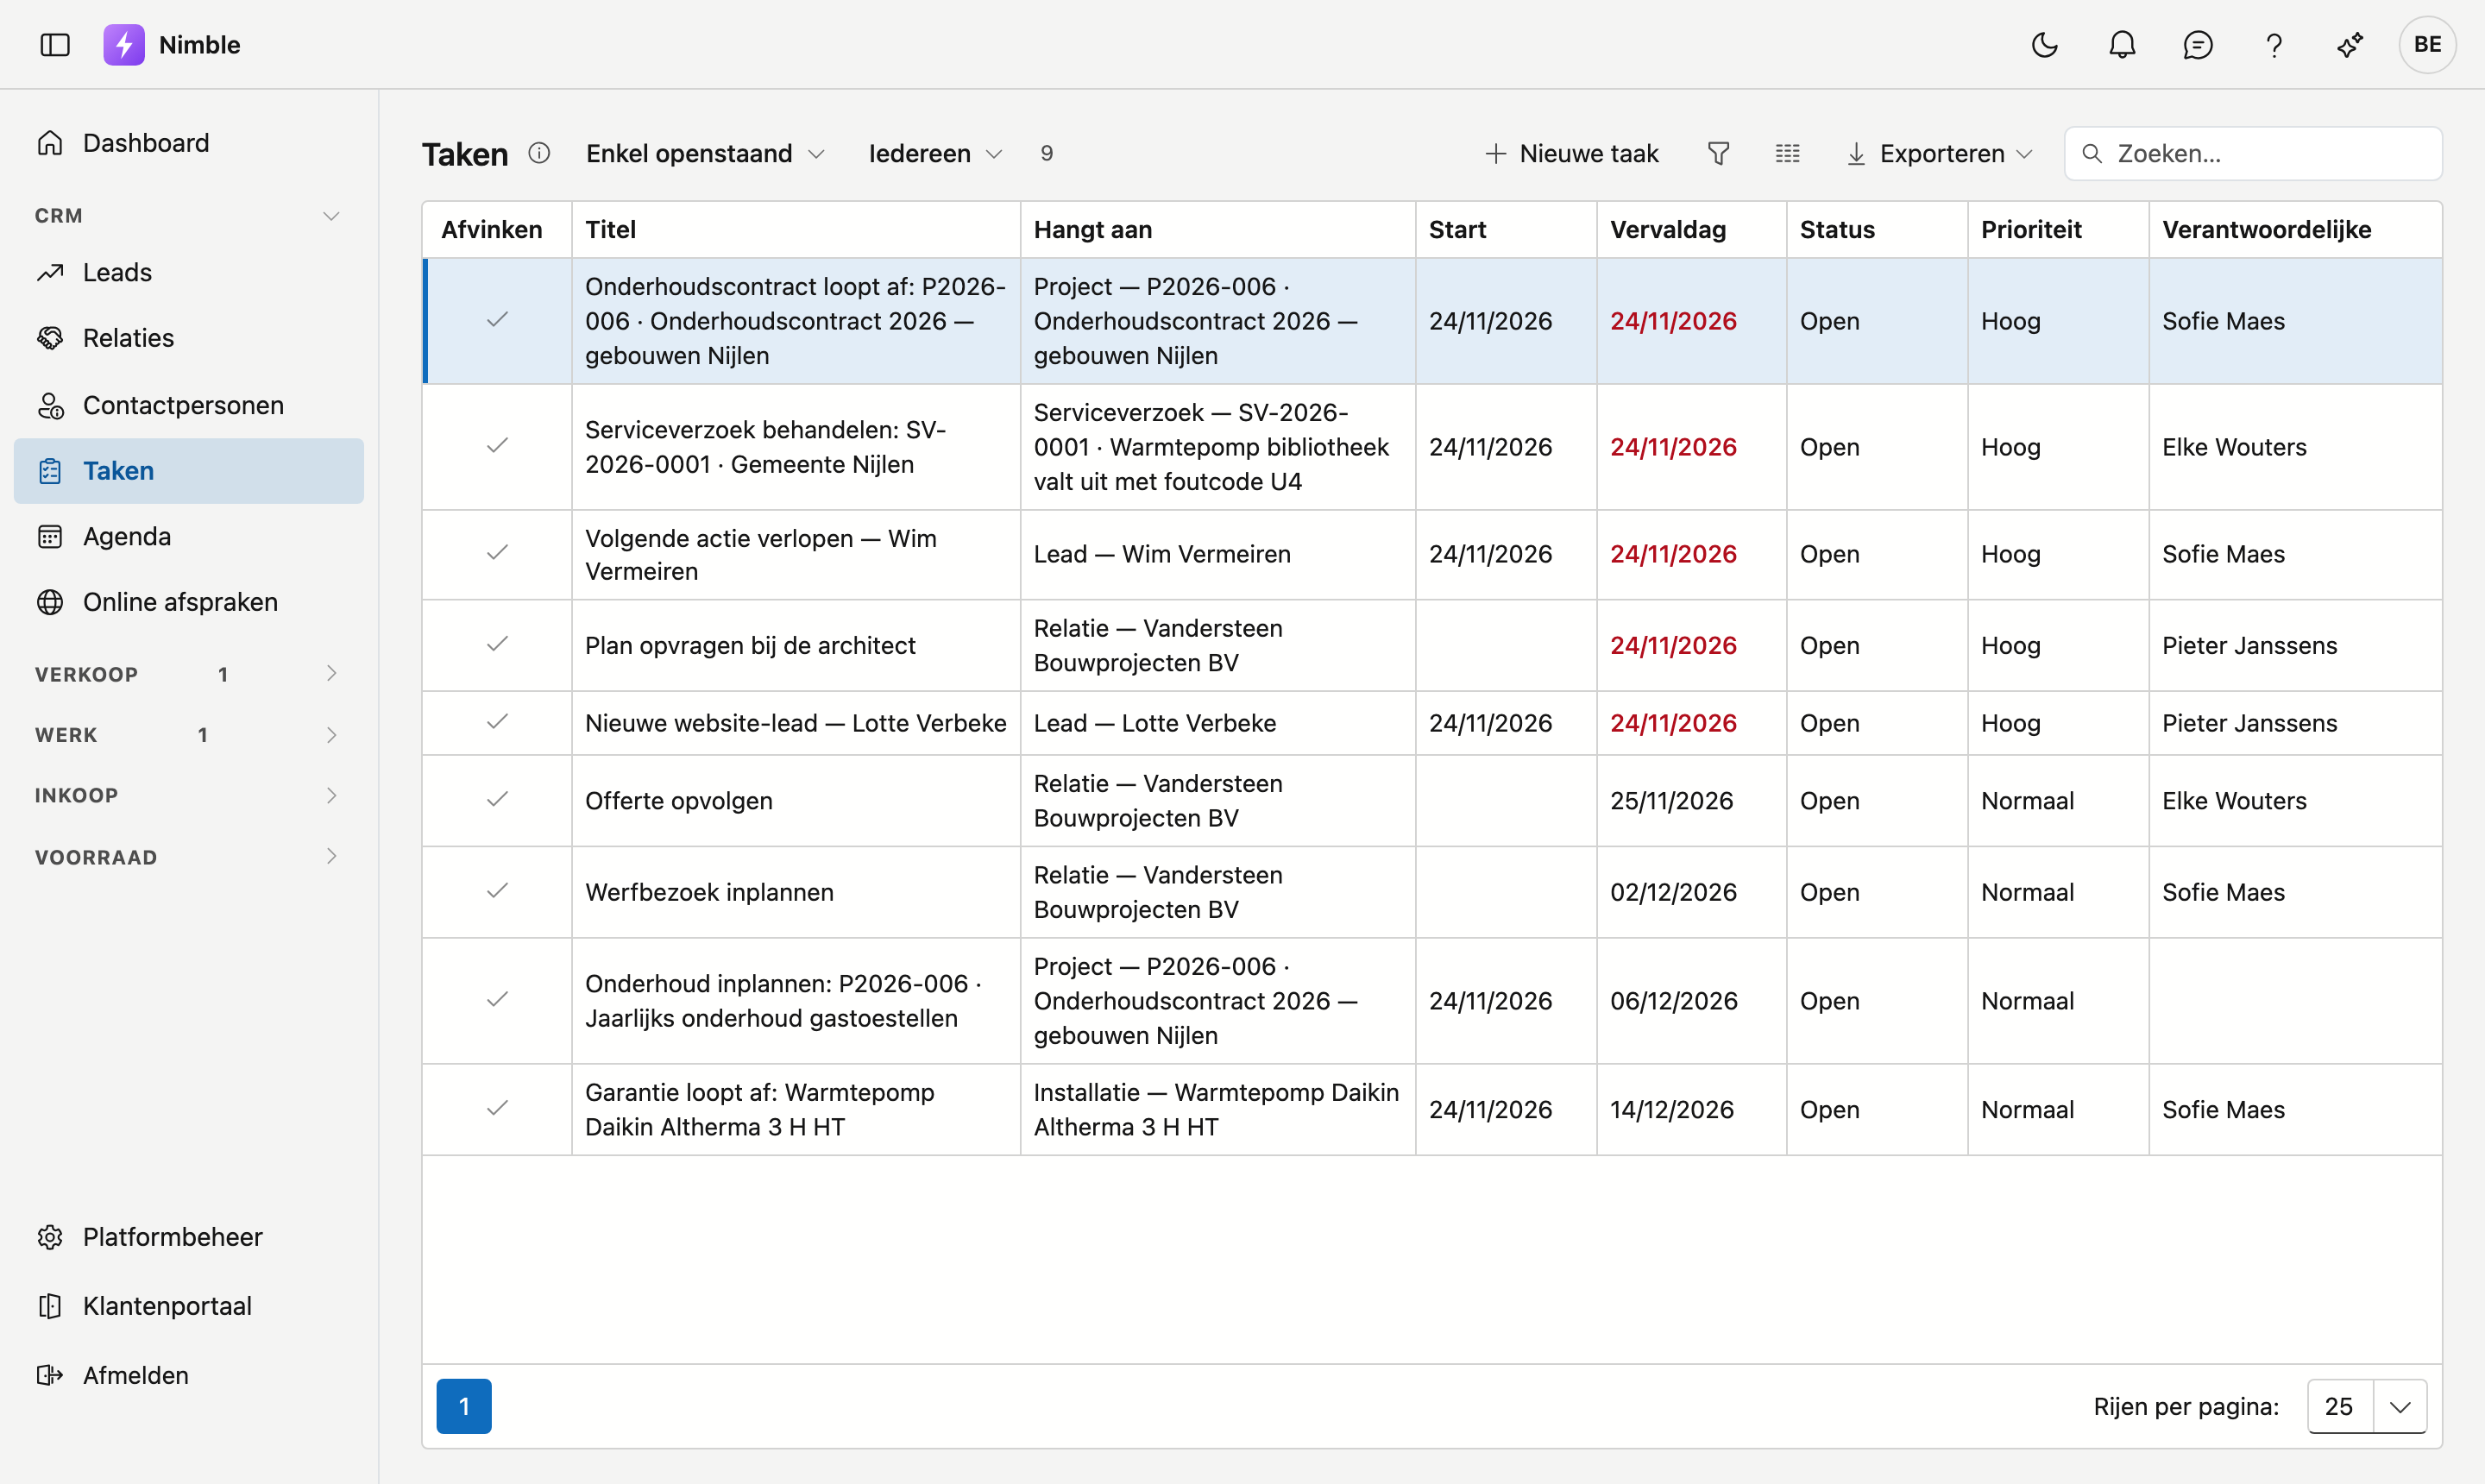 Nimble
BE
Dashboard
CRM
Leads
Relaties
Contactpersonen
Taken
Agenda
Online afspraken
VERKOOP 1
WERK 1
INKOOP
VOORRAAD
Platformbeheer
Klantenportaal
Afmelden
Taken Enkel openstaand Iedereen 9 Nieuwe taak Exporteren Zoeken...
Afvinken Titel Hangt aan Start Vervaldag Status Prioriteit Verantwoordelijke
Onderhoudscontract loopt af: P2026-
006 · Onderhoudscontract 2026 —
gebouwen Nijlen
Project — P2026-006 ·
Onderhoudscontract 2026 —
gebouwen Nijlen
24/11/2026 24/11/2026 Open Hoog Sofie Maes
Serviceverzoek behandelen: SV-
2026-0001 · Gemeente Nijlen
Serviceverzoek — SV-2026-
0001 · Warmtepomp bibliotheek
valt uit met foutcode U4
24/11/2026 24/11/2026 Open Hoog Elke Wouters
Volgende actie verlopen — Wim
Vermeiren
Lead — Wim Vermeiren
24/11/2026 24/11/2026 Open Hoog Sofie Maes
Plan opvragen bij de architect
Relatie — Vandersteen
Bouwprojecten BV
24/11/2026 Open Hoog Pieter Janssens
Nieuwe website-lead — Lotte Verbeke
Lead — Lotte Verbeke
24/11/2026 24/11/2026 Open Hoog Pieter Janssens
Offerte opvolgen
Relatie — Vandersteen
Bouwprojecten BV
25/11/2026 Open Normaal Elke Wouters
Werfbezoek inplannen
Relatie — Vandersteen
Bouwprojecten BV
02/12/2026 Open Normaal Sofie Maes
Onderhoud inplannen: P2026-006 ·
Jaarlijks onderhoud gastoestellen
Project — P2026-006 ·
Onderhoudscontract 2026 —
gebouwen Nijlen
24/11/2026 06/12/2026 Open Normaal
Garantie loopt af: Warmtepomp
Daikin Altherma 3 H HT
Installatie — Warmtepomp Daikin
Altherma 3 H HT
24/11/2026 14/12/2026 Open Normaal Sofie Maes
1
Rijen per pagina: 25